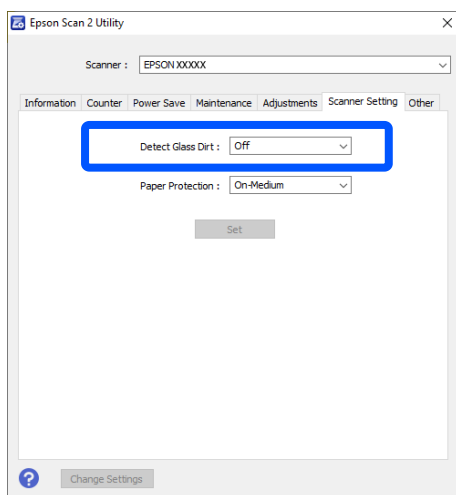 Epson Scan 2 Utility
Scanner : EPSON XXXXX
Information Counter Power Save Maintenance Adjustments Scanner Setting Other
Detect Glass Dirt : Off
Paper Protection : On-Medium
Set
? Change Settings